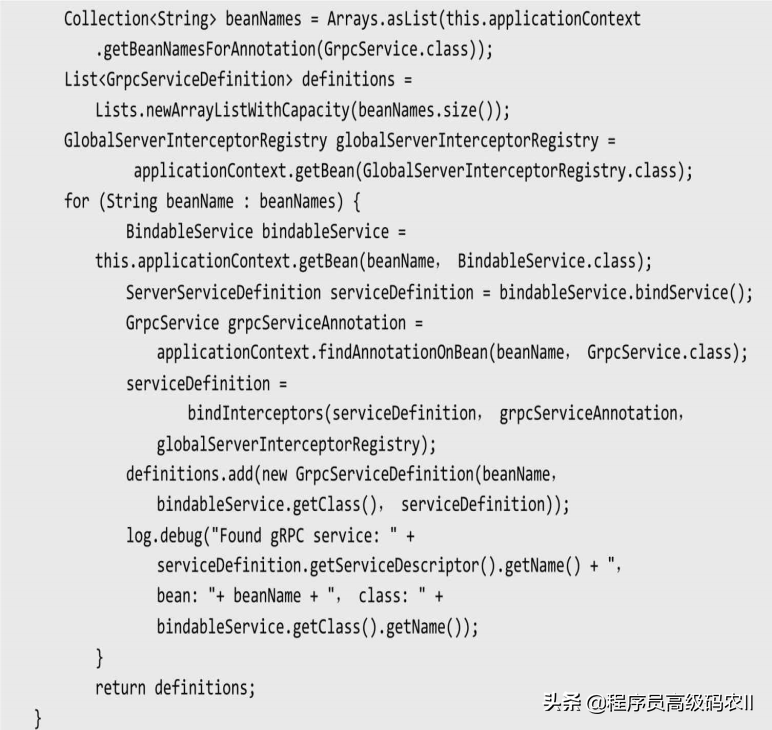 Collection<String> beanNames = Arrays.asList(this.applicationContext
.getBeanNamesForAnnotation(GrpcService.class));
List<GrpcServiceDefinition> definitions =
Lists.newArrayListWithCapacity(beanNames.size());
GlobalServerInterceptorRegistry globalServerInterceptorRegistry =
applicationContext.getBean(GlobalServerInterceptorRegistry.class);
for (String beanName : beanNames) {
BindableService bindableService =
this.applicationContext.getBean(beanName, BindableService.class);
ServerServiceDefinition serviceDefinition = bindableService.bindService();
GrpcService grpcServiceAnnotation =
applicationContext.findAnnotationOnBean(beanName, GrpcService.class);
serviceDefinition =
bindInterceptors(serviceDefinition, grpcServiceAnnotation,
globalServerInterceptorRegistry);
definitions.add(new GrpcServiceDefinition(beanName,
bindableService.getClass(), serviceDefinition));
log.debug("Found gRPC service: " +
serviceDefinition.getServiceDescriptor().getName() + ",
bean: "+ beanName + ", class: " +
bindableService.getClass().getName());
}
return definitions;
}
头条 @程序员高级码农II